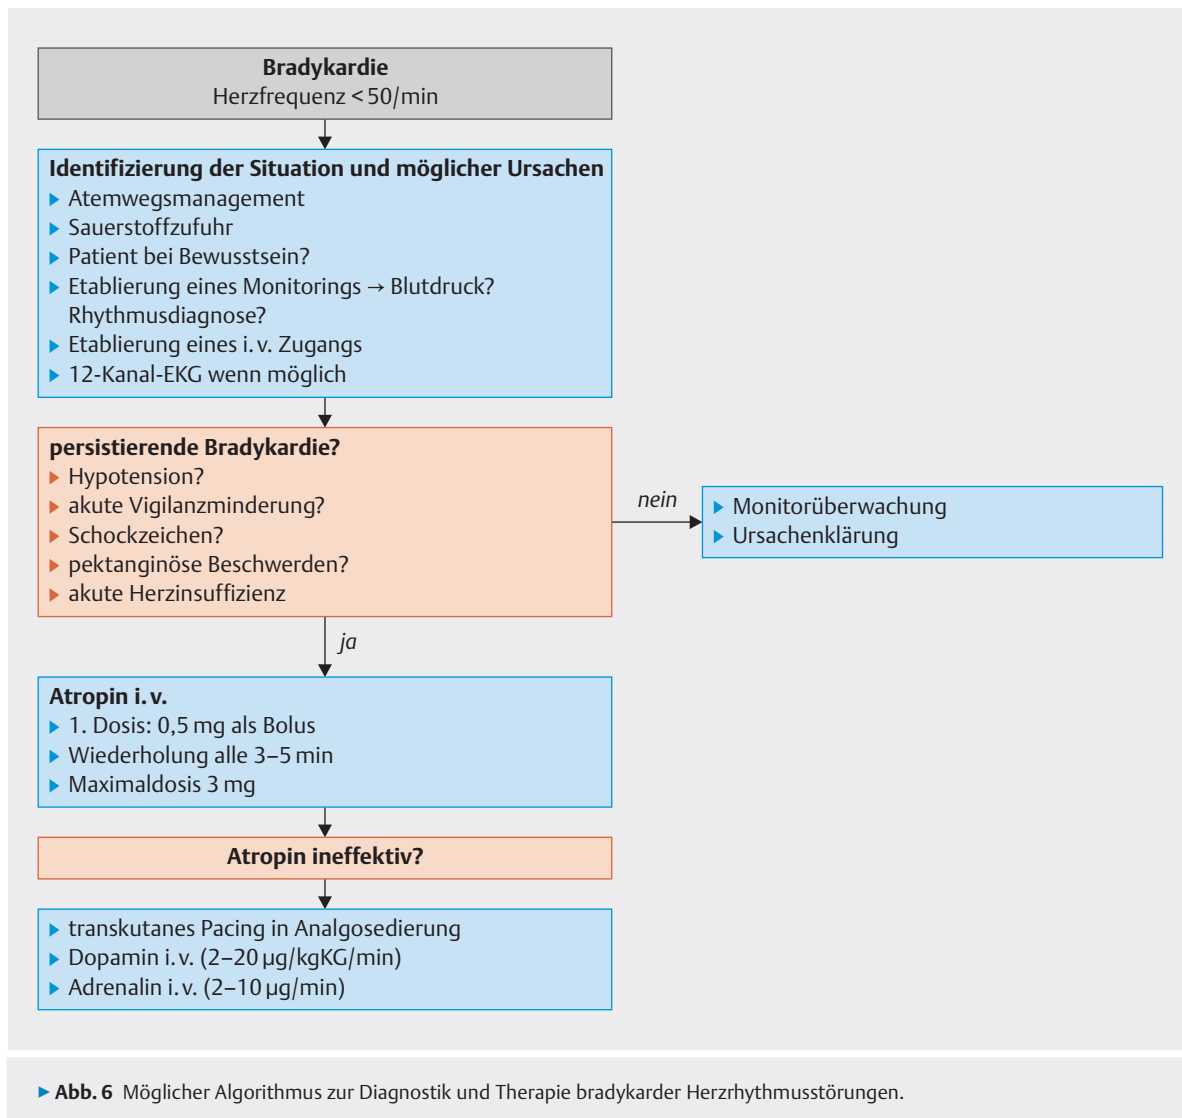 Bradykardie
Herzfrequenz < 50/min
Identifizierung der Situation und möglicher Ursachen
▶ Atemwegsmanagement
▶ Sauerstoffzufuhr
▶ Patient bei Bewusstsein?
▶ Etablierung eines Monitorings → Blutdruck?
Rhythmusdiagnose?
▶ Etablierung eines i. v. Zugangs
▶ 12-Kanal-EKG wenn möglich
persistierende Bradykardie?
▶ Hypotension?
▶ akute Vigilanzminderung?
▶ Schockzeichen?
▶ pektanginöse Beschwerden?
▶ akute Herzinsuffizienz
nein
▶ Monitorüberwachung
▶ Ursachenklärung
ja
Atropin i. v.
▶ 1. Dosis: 0,5 mg als Bolus
▶ Wiederholung alle 3–5 min
▶ Maximaldosis 3 mg
Atropin ineffektiv?
▶ transkutanes Pacing in Analgosedierung
▶ Dopamin i. v. (2–20 µg/kgKG/min)
▶ Adrenalin i. v. (2–10 µg/min)
▶ Abb. 6 Möglicher Algorithmus zur Diagnostik und Therapie bradykarder Herzrhythmusstörungen.